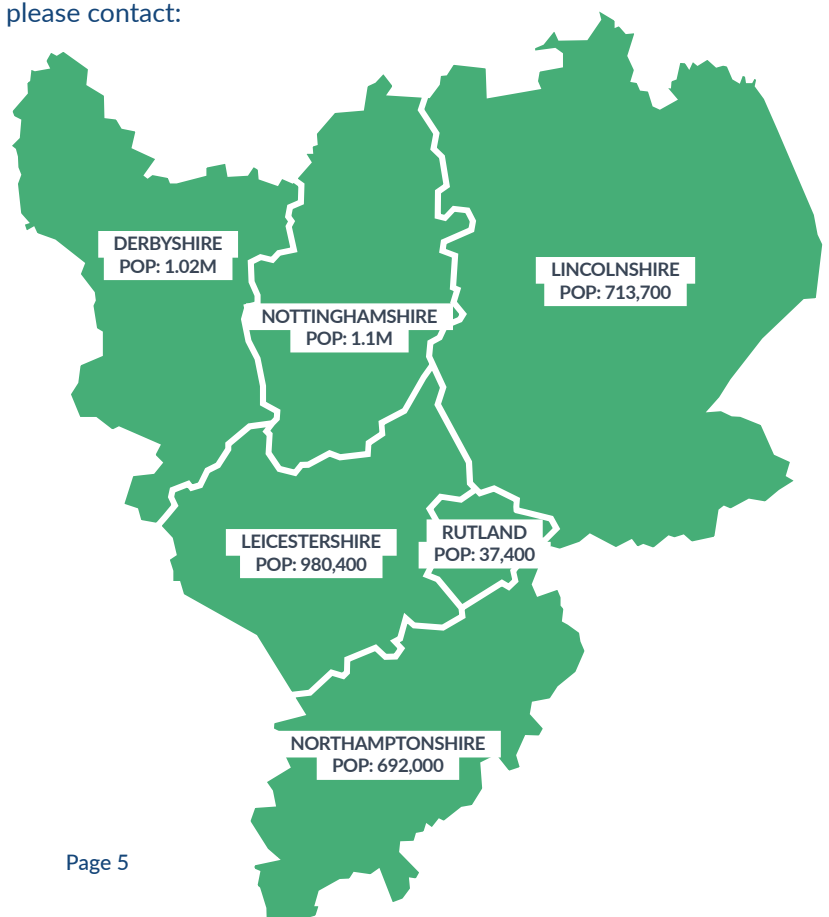 please contact:
DERBYSHIRE
POP: 1.02M
LINCOLNSHIRE
POP: 713,700
NOTTINGHAMSHIRE
POP: 1.1M
LEICESTERSHIRE
POP: 980,400
RUTLAND
POP: 37,400
NORTHAMPTONSHIRE
POP: 692,000
Page 5